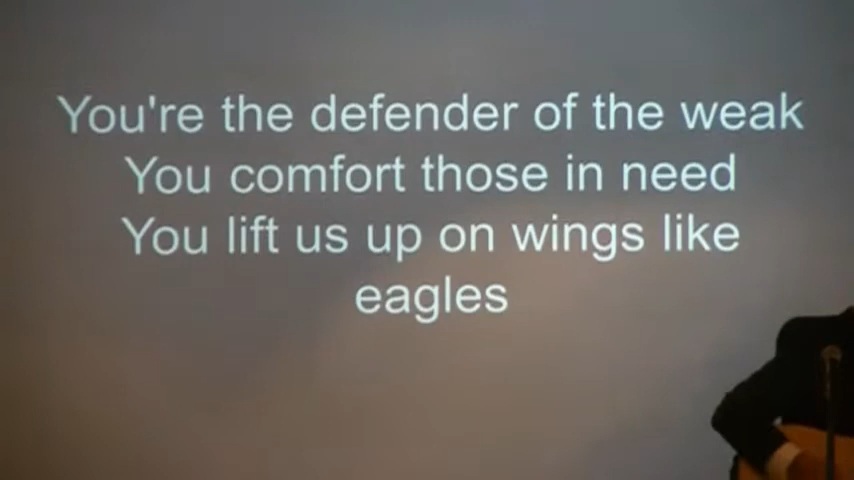 You're the defender of the weak
You comfort those in need
You lift us up on wings like
eagles